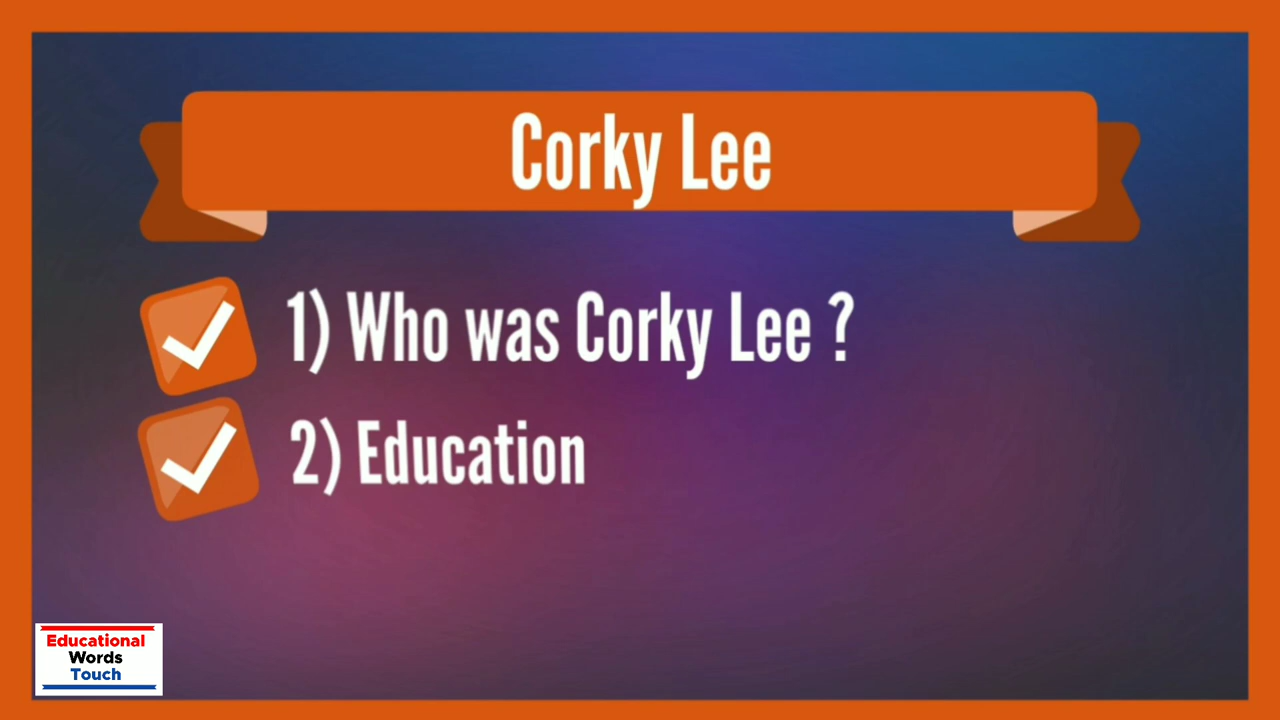 Corky Lee
1) Who was Corky Lee ?
2) Education
Educational
Words
Touch